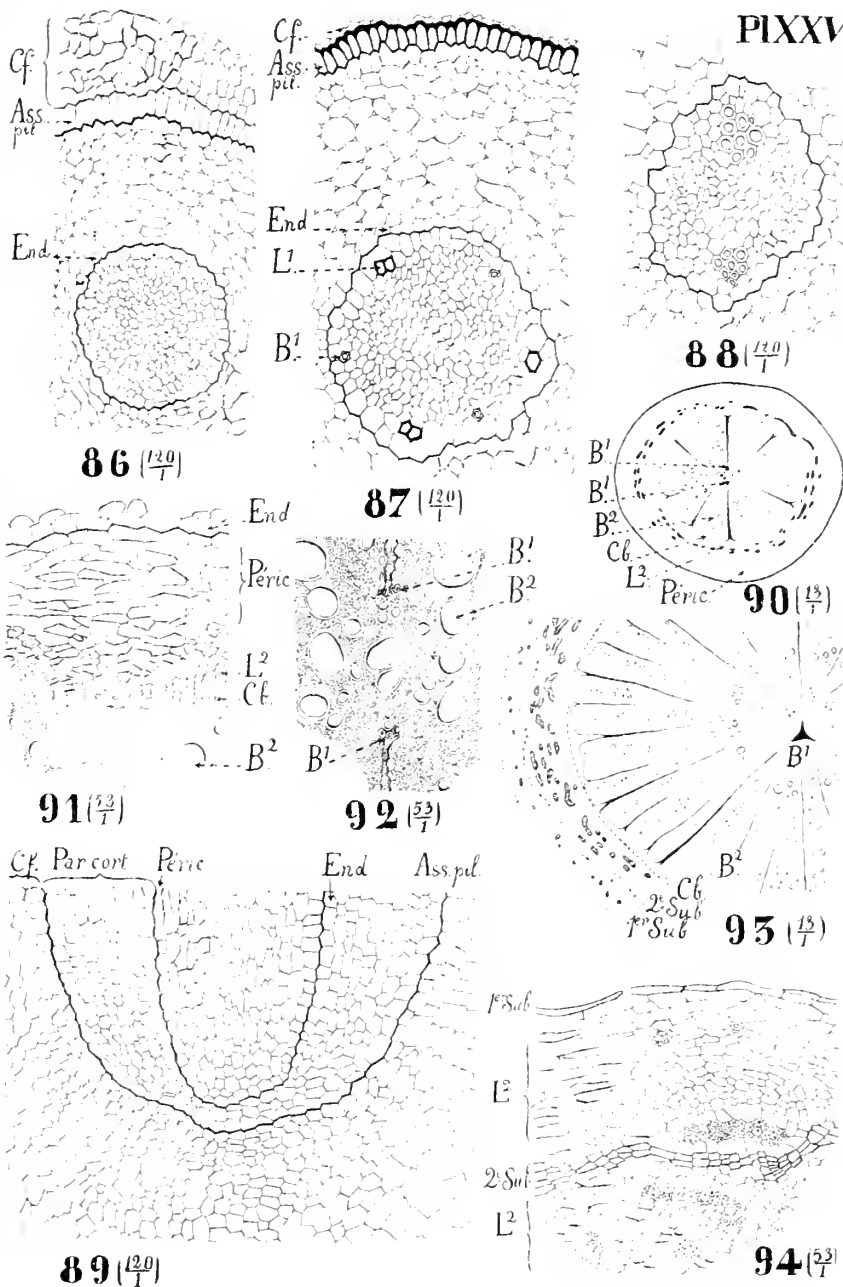 Pl XXV
Cf.
Ass.
pil.
End
86 (120/1)
Cf.
Ass.
pil.
End
L¹
B¹
87 (120/1)
88 (120/1)
B¹
B¹
B²
Cb
L²
Péric.
90 (13/1)
End
Péric
L²
Cb
B²
91 (53/1)
B¹
B²
B¹
92 (53/1)
B¹
B²
Cb
2ᵉ Sub
1ᵉʳ Sub
93 (13/1)
Cf. Par cort Péric End Ass. pil.
89 (120/1)
1ᵉʳ Sub
L²
2ᵉ Sub
L²
94 (53/1)